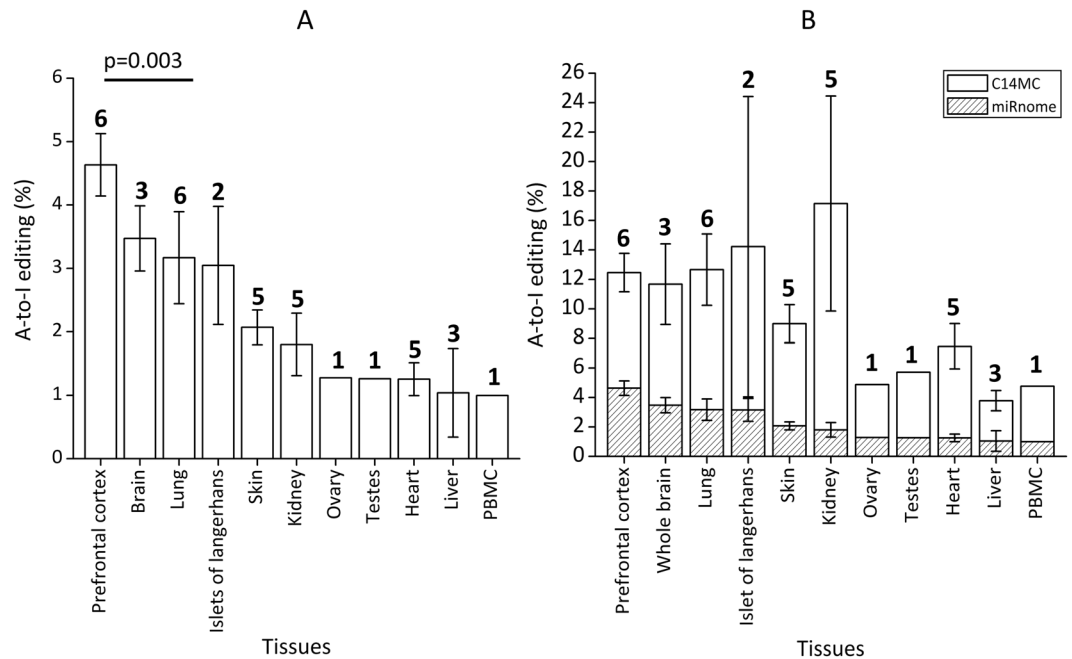 A
p=0.003
A-to-I editing (%)
6
5
4
3
2
1
0
6
3
6
2
5
5
1
1
5
3
1
Prefrontal cortex
Brain
Lung
Islets of langerhans
Skin
Kidney
Ovary
Testes
Heart
Liver
PBMC
Tissues
B
C14MC
miRnome
A-to-I editing (%)
26
24
22
20
18
16
14
12
10
8
6
4
2
0
6
3
6
2
5
5
1
1
5
3
1
Prefrontal cortex
Whole brain
Lung
Islet of langerhans
Skin
Kidney
Ovary
Testes
Heart
Liver
PBMC
Tissues